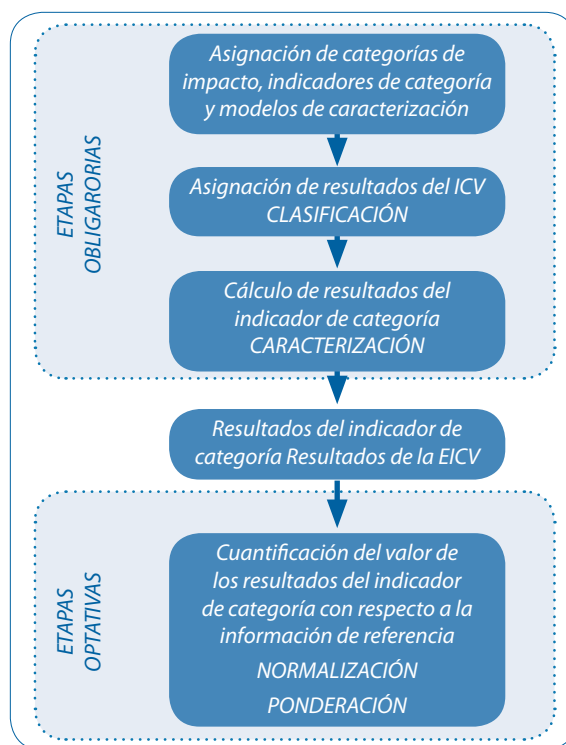 Asignación de categorías de
impacto, indicadores de categoría
y modelos de caracterización
ETAPAS
OBLIGARORIAS
Asignación de resultados del ICV
CLASIFICACIÓN
Cálculo de resultados del
indicador de categoría
CARACTERIZACIÓN
Resultados del indicador de
categoría Resultados de la EICV
ETAPAS
OPTATIVAS
Cuantificación del valor de
los resultados del indicador
de categoría con respecto a la
información de referencia
NORMALIZACIÓN
PONDERACIÓN